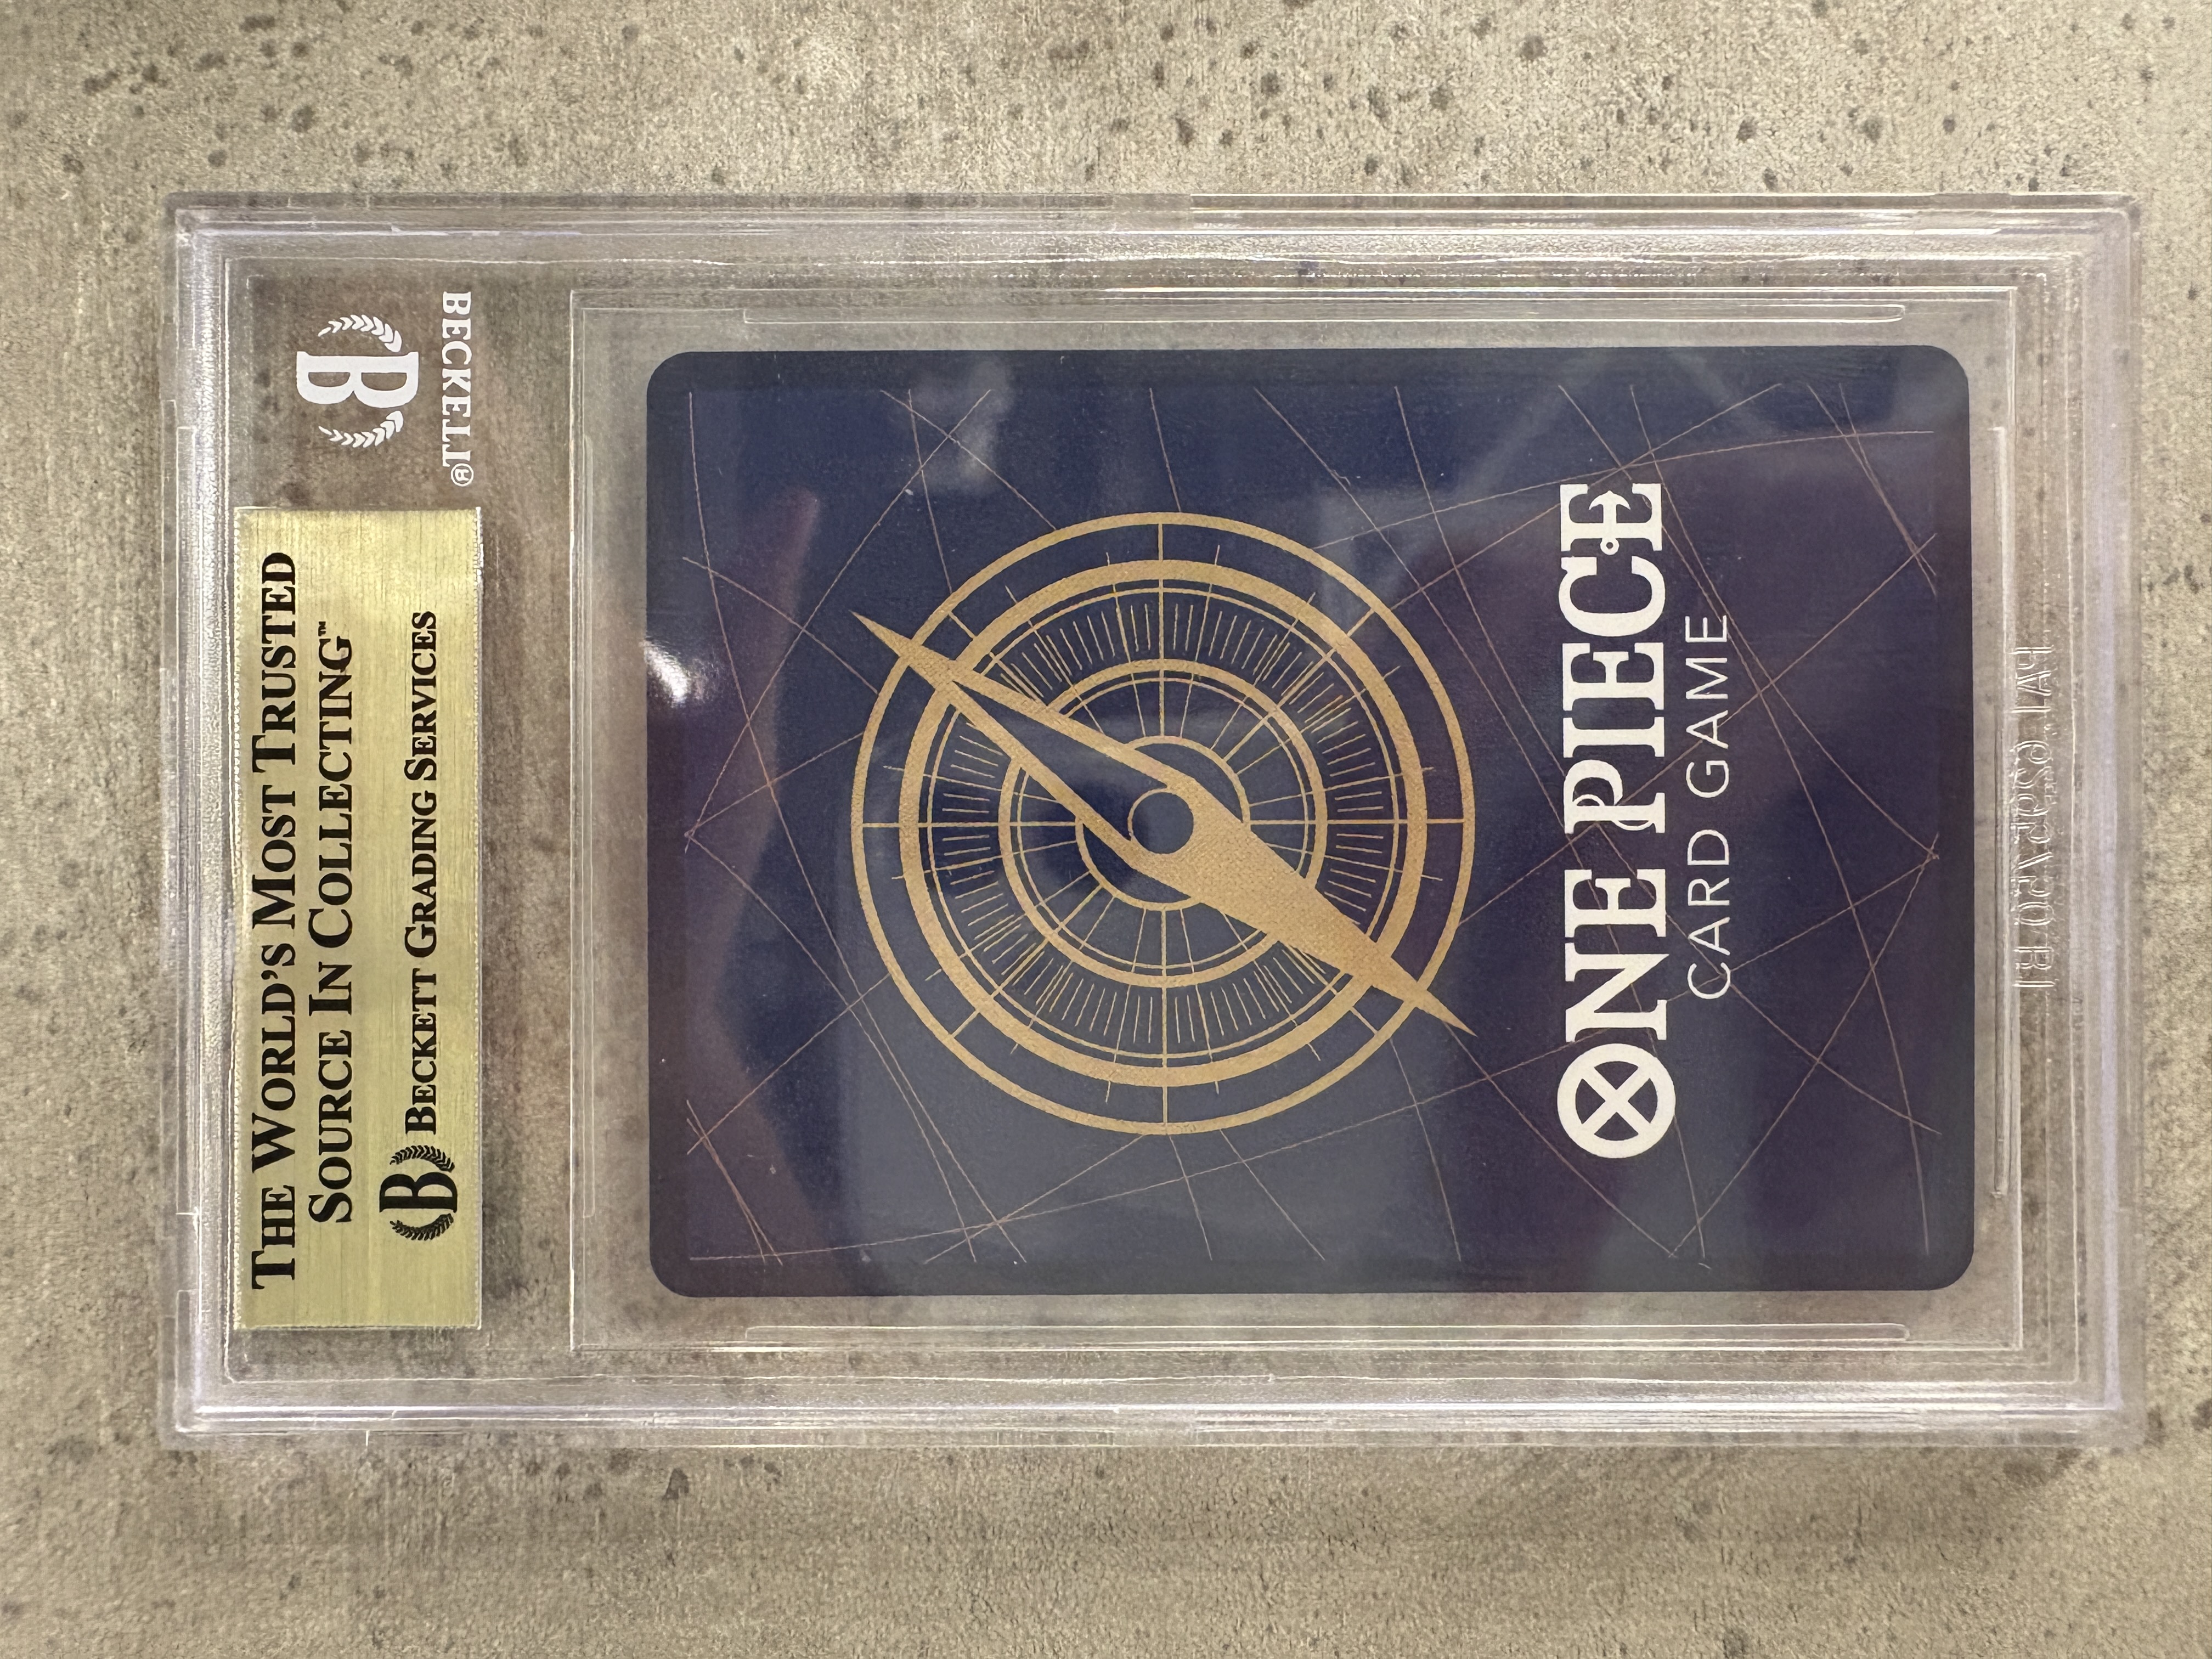 BECKETT®
B
THE WORLD'S MOST TRUSTED
SOURCE IN COLLECTING™
B BECKETT GRADING SERVICES
ONE PIECE
CARD GAME